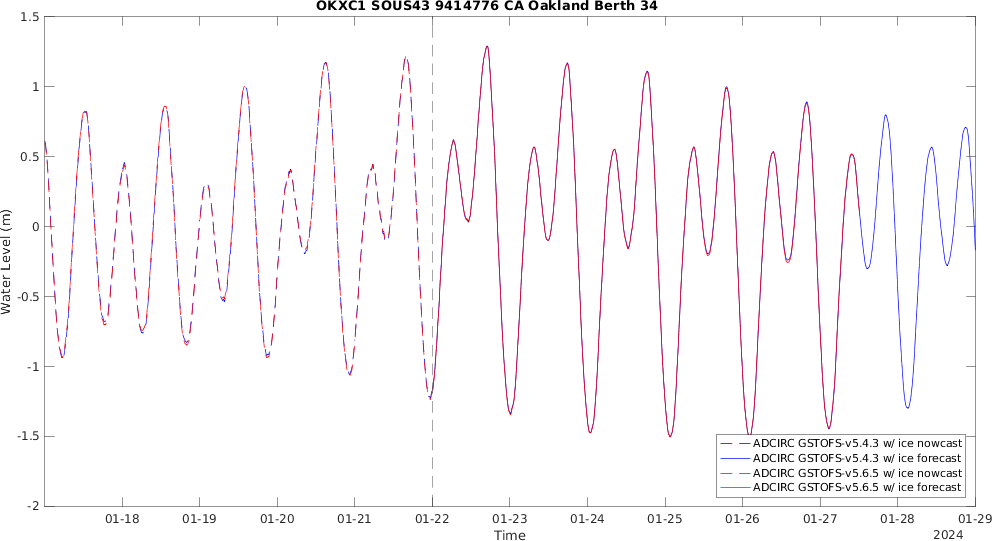 OKXC1 SOUS43 9414776 CA Oakland Berth 34
Water Level (m)
1.5
1
0.5
0
-0.5
-1
-1.5
-2
ADCIRC GSTOFS-v5.4.3 w/ ice nowcast
ADCIRC GSTOFS-v5.4.3 w/ ice forecast
ADCIRC GSTOFS-v5.6.5 w/ ice nowcast
ADCIRC GSTOFS-v5.6.5 w/ ice forecast
01-18 01-19 01-20 01-21 01-22 01-23 01-24 01-25 01-26 01-27 01-28 01-29
Time 2024